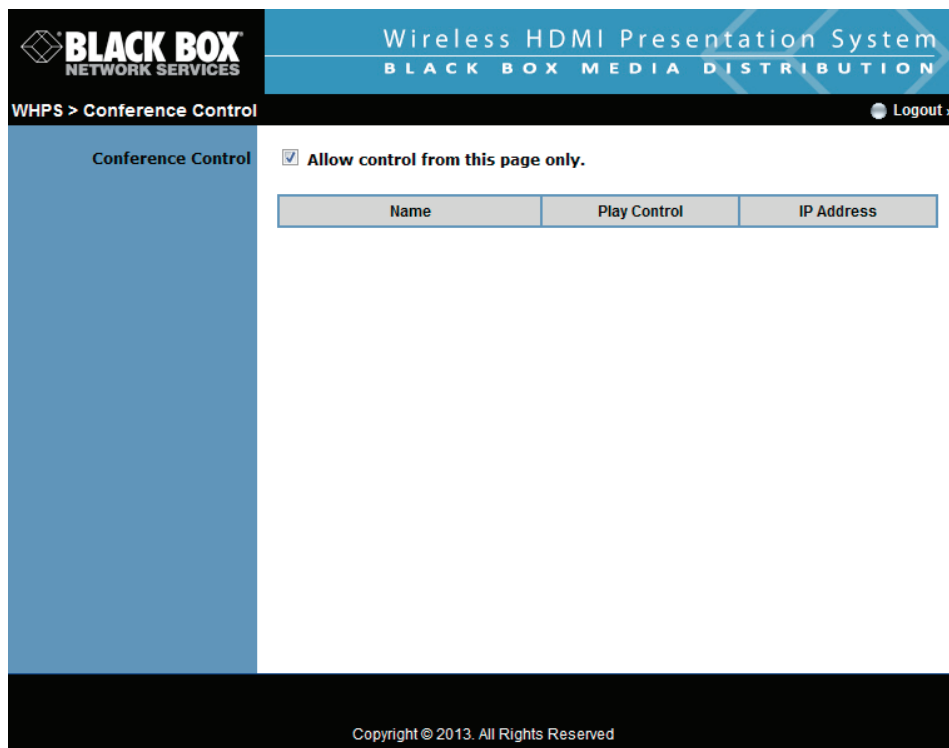 BLACK BOX
NETWORK SERVICES
Wireless HDMI Presentation System
BLACK BOX MEDIA DISTRIBUTION
WHPS > Conference Control
Logout »
Conference Control
Allow control from this page only.
Name Play Control IP Address
Copyright © 2013. All Rights Reserved